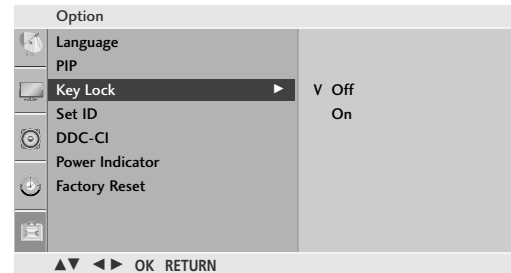 Option
Language
PIP
Key Lock ► V Off
Set ID On
DDC-CI
Power Indicator
Factory Reset
▲▼ ◄► OK RETURN